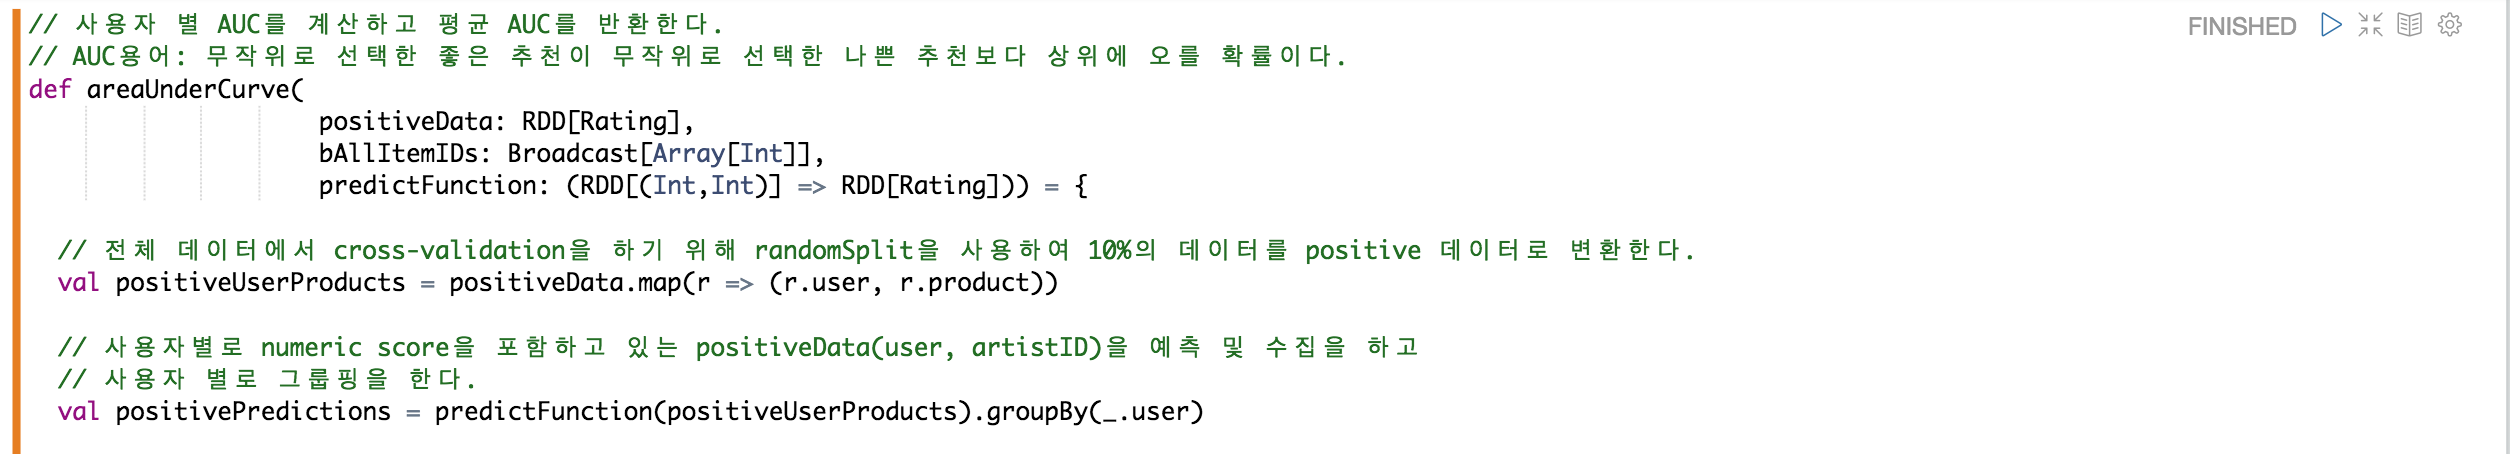 // 사용자 별 AUC를 계산하고 평균 AUC를 반환한다.
FINISHED
// AUC용어: 무작위로 선택한 좋은 추천이 무작위로 선택한 나쁜 추천보다 상위에 오를 확률이다.
def areaUnderCurve(
positiveData: RDD[Rating],
bAllItemIDs: Broadcast[Array[Int]],
predictFunction: (RDD[(Int,Int)] => RDD[Rating])) = {
// 전체 데이터에서 cross-validation을 하기 위해 randomSplit을 사용하여 10%의 데이터를 positive 데이터로 변환한다.
val positiveUserProducts = positiveData.map(r => (r.user, r.product))
// 사용자별로 numeric score을 포함하고 있는 positiveData(user, artistID)을 예측 및 수집을 하고
// 사용자 별로 그룹핑을 한다.
val positivePredictions = predictFunction(positiveUserProducts).groupBy(_.user)